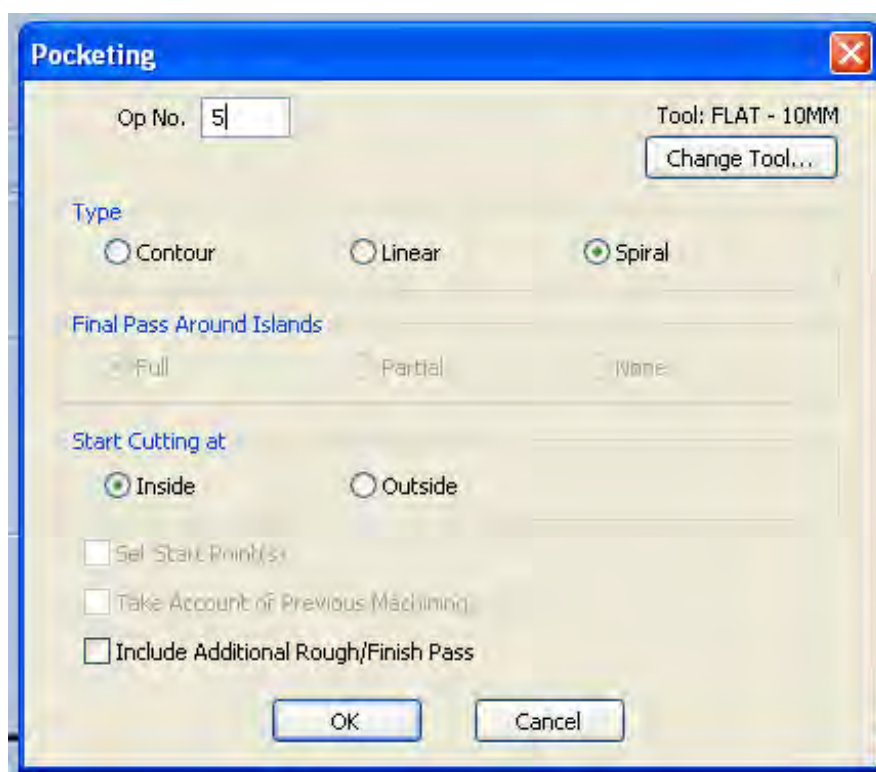 Pocketing
Op No. 5
Tool: FLAT - 10MM
Change Tool...
Type
Contour Linear Spiral
Final Pass Around Islands
Full Partial None
Start Cutting at
Inside Outside
Set Start Point(s)
Take Account of Previous Machining
Include Additional Rough/Finish Pass
OK Cancel